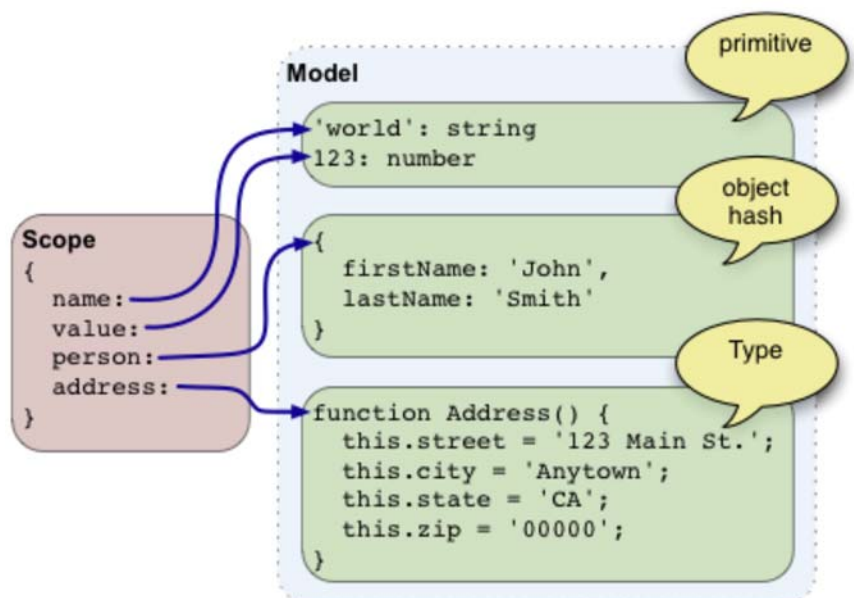 primitive
Model
'world': string
123: number
object
hash
Scope
{
name:
value:
person:
address:
}
{
firstName: 'John',
lastName: 'Smith'
}
Type
function Address() {
this.street = '123 Main St.';
this.city = 'Anytown';
this.state = 'CA';
this.zip = '00000';
}